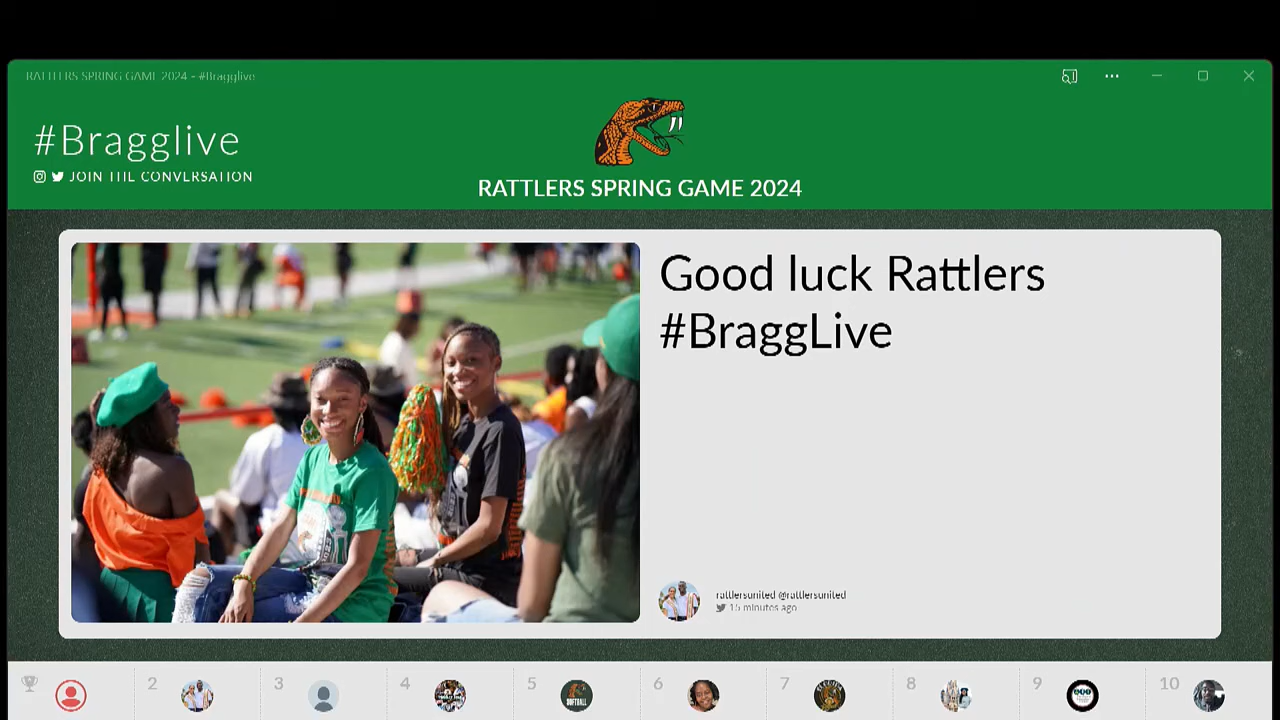 RATTLERS SPRING GAME 2024 - #Bragglive
#Bragglive
JOIN THE CONVERSATION
RATTLERS SPRING GAME 2024
Good luck Rattlers
#BraggLive
rattlersunited @rattlersunited
15 minutes ago
2 3 4 5 6 7 8 9 10
SOFTBALL